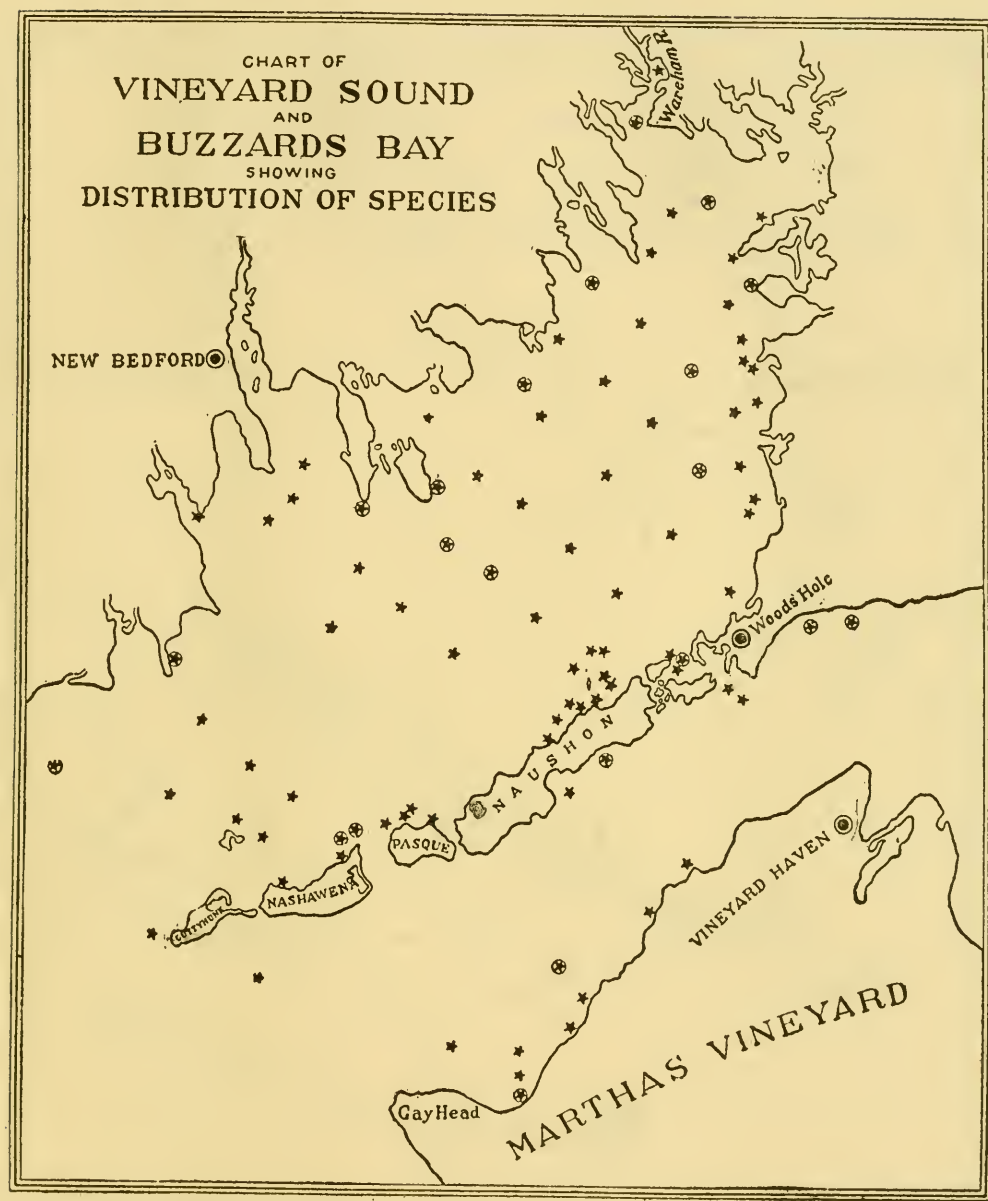 CHART OF
VINEYARD SOUND
AND
BUZZARDS BAY
SHOWING
DISTRIBUTION OF SPECIES
Wareham R.
NEW BEDFORD
Woods Hole
NAUSHON
PASQUE
NASHAWENA
CUTTYHUNK
VINEYARD HAVEN
MARTHAS VINEYARD
Gay Head